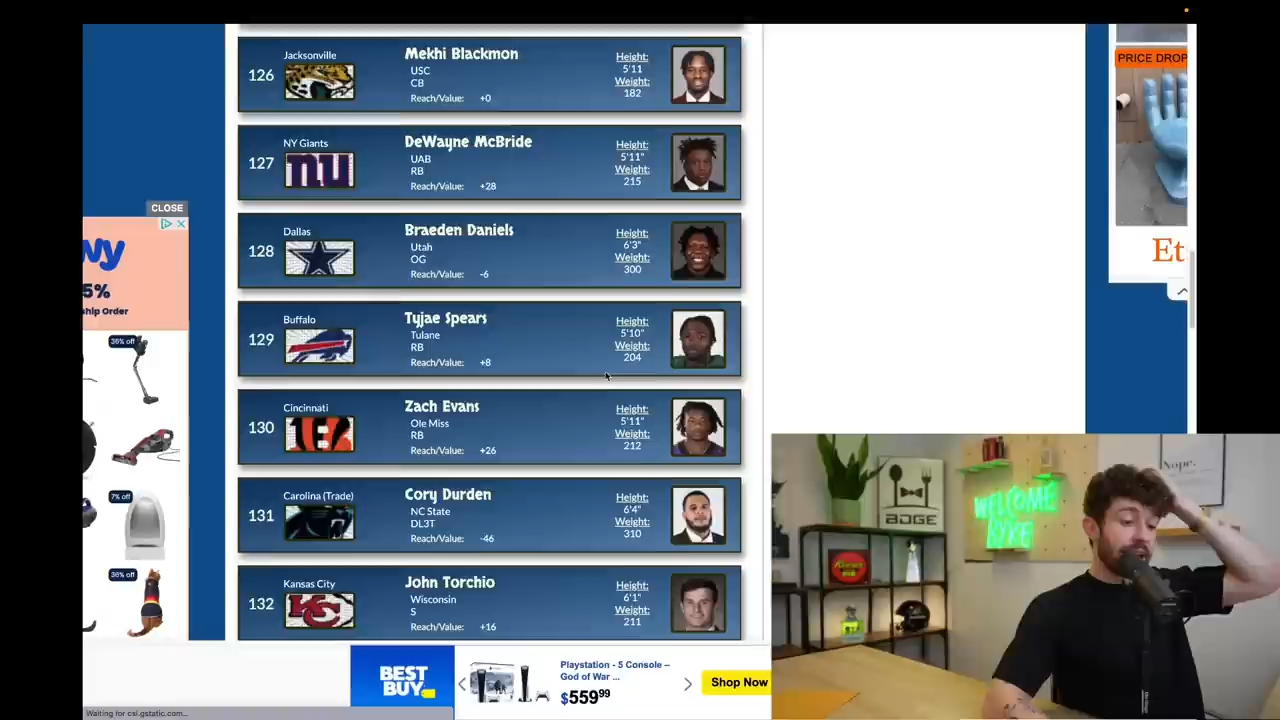 126
Jacksonville
Mekhi Blackmon
USC
CB
Reach/Value: +0
Height:
5'11
Weight:
182
127
NY Giants
DeWayne McBride
UAB
RB
Reach/Value: +28
Height:
5'11"
Weight:
215
128
Dallas
Braeden Daniels
Utah
OG
Reach/Value: -6
Height:
6'3"
Weight:
300
129
Buffalo
Tyjae Spears
Tulane
RB
Reach/Value: +8
Height:
5'10"
Weight:
204
130
Cincinnati
Zach Evans
Ole Miss
RB
Reach/Value: +26
Height:
5'11"
Weight:
212
131
Carolina (Trade)
Cory Durden
NC State
DL3T
Reach/Value: -46
Height:
6'4"
Weight:
310
132
Kansas City
John Torchio
Wisconsin
S
Reach/Value: +16
Height:
6'1"
Weight:
211
CLOSE
wy
5%
ship Order
36% off
7% off
36% off
PRICE DROP
Et
WELCOME
Nope.
BDGE
BEST
BUY
Playstation - 5 Console –
God of War ...
$559⁹⁹
Shop Now
Waiting for csi.gstatic.com...